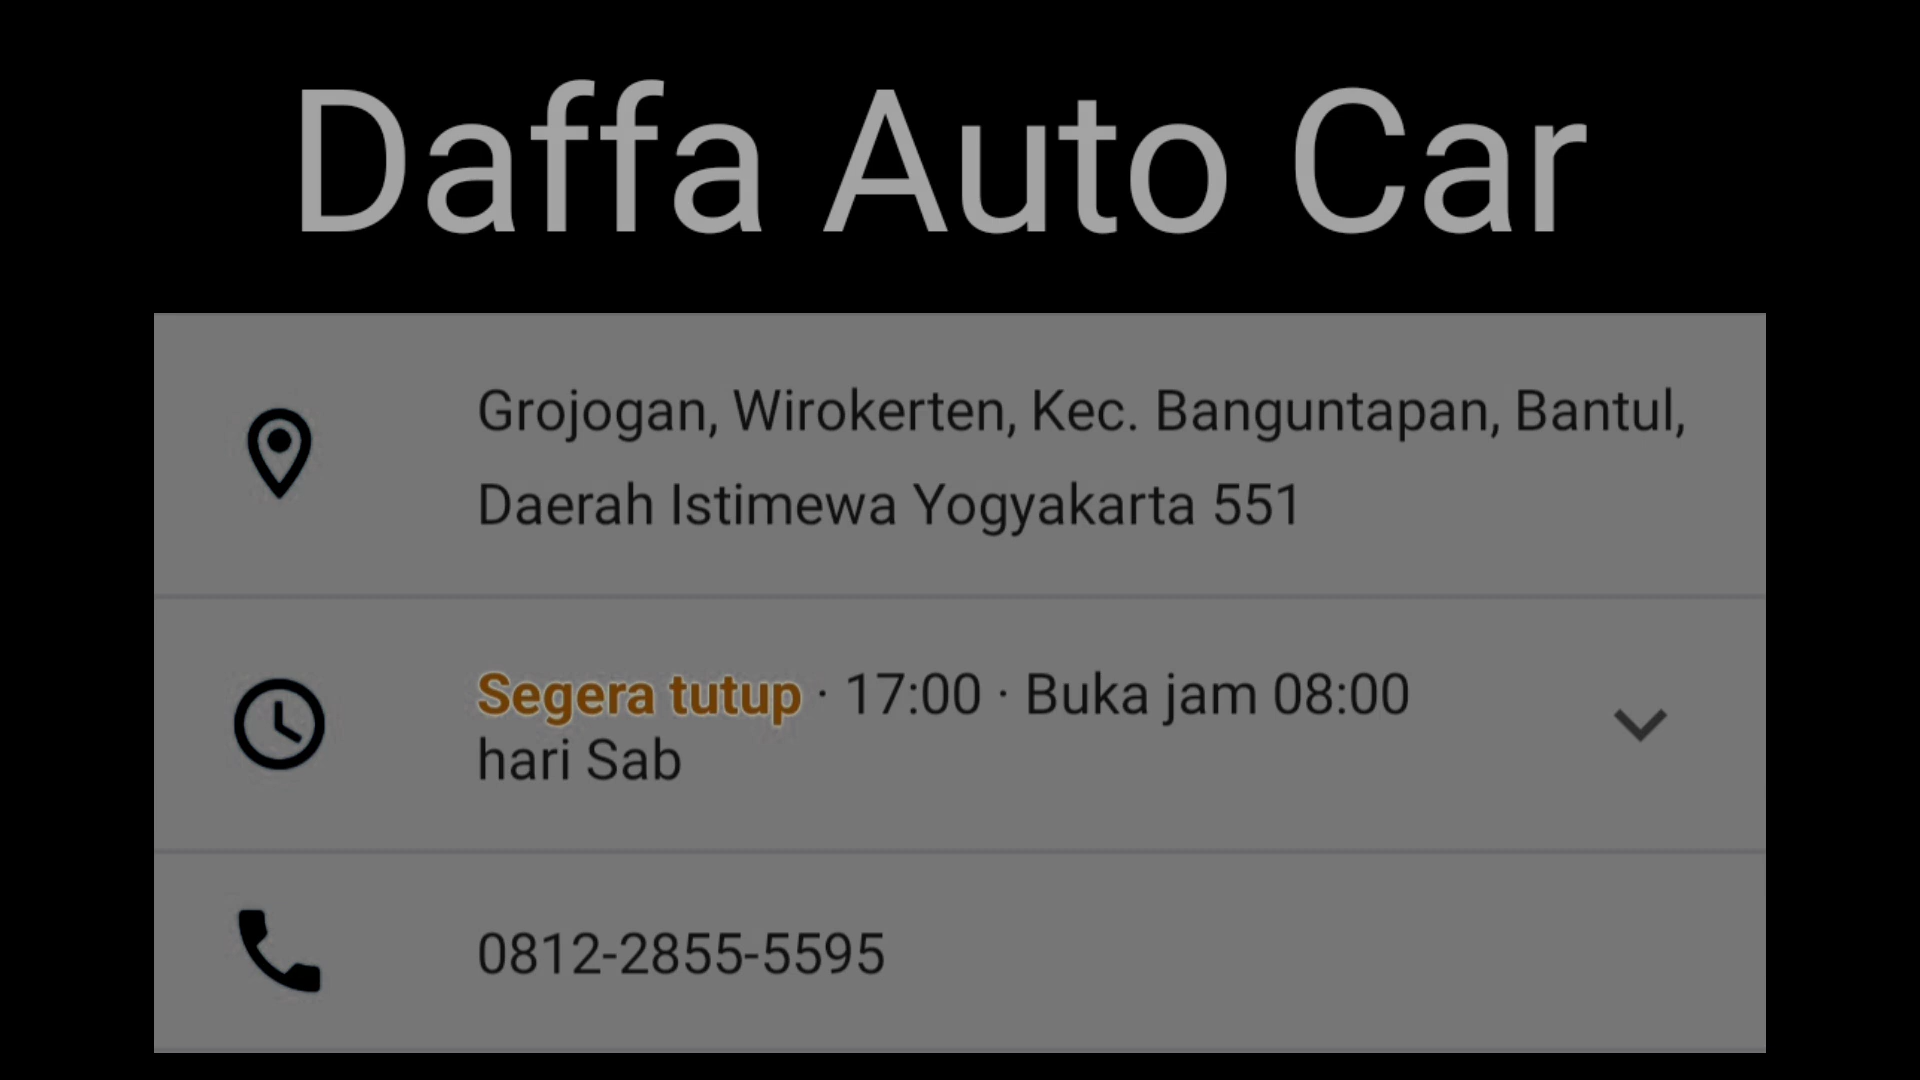 Daffa Auto Car
Grojogan, Wirokerten, Kec. Banguntapan, Bantul,
Daerah Istimewa Yogyakarta 551
Segera tutup · 17:00 · Buka jam 08:00
hari Sab
0812-2855-5595